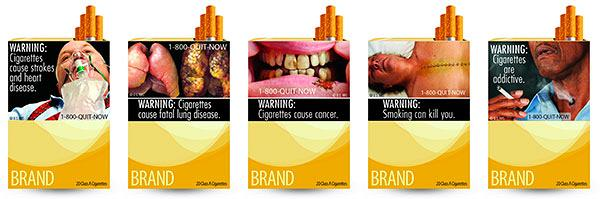 WARNING:
Cigarettes
cause strokes
and heart
disease.
1-800-QUIT-NOW
BRAND
20 Class A Cigarettes
1-800-QUIT-NOW
WARNING: Cigarettes
cause fatal lung disease.
BRAND
20 Class A Cigarettes
1-800-QUIT-NOW
WARNING:
Cigarettes cause cancer.
BRAND
20 Class A Cigarettes
1-800-QUIT-NOW
WARNING:
Smoking can kill you.
BRAND
20 Class A Cigarettes
WARNING:
Cigarettes
are
addictive.
1-800-QUIT-NOW
BRAND
20 Class A Cigarettes